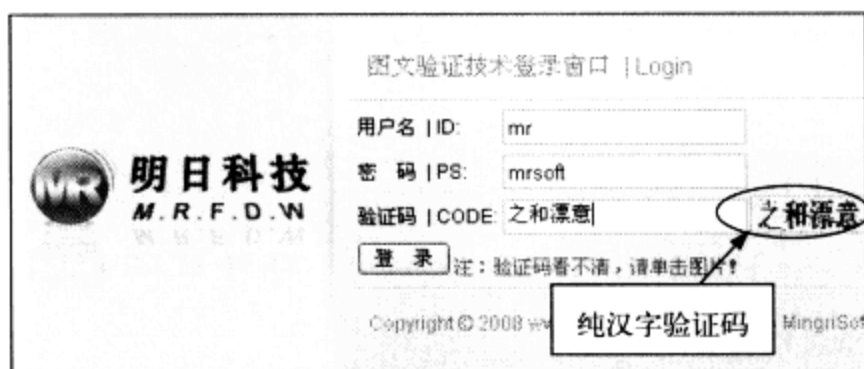 图文验证技术登录窗口 | Login
用户名 | ID: mr
密 码 | PS: mrsoft
验证码 | CODE: 之和漂意 之和漂意
MR 明日科技
M.R.F.D.W
登 录 注：验证码看不清，请单击图片!
纯汉字验证码
Copyright © 2008 MingriSof